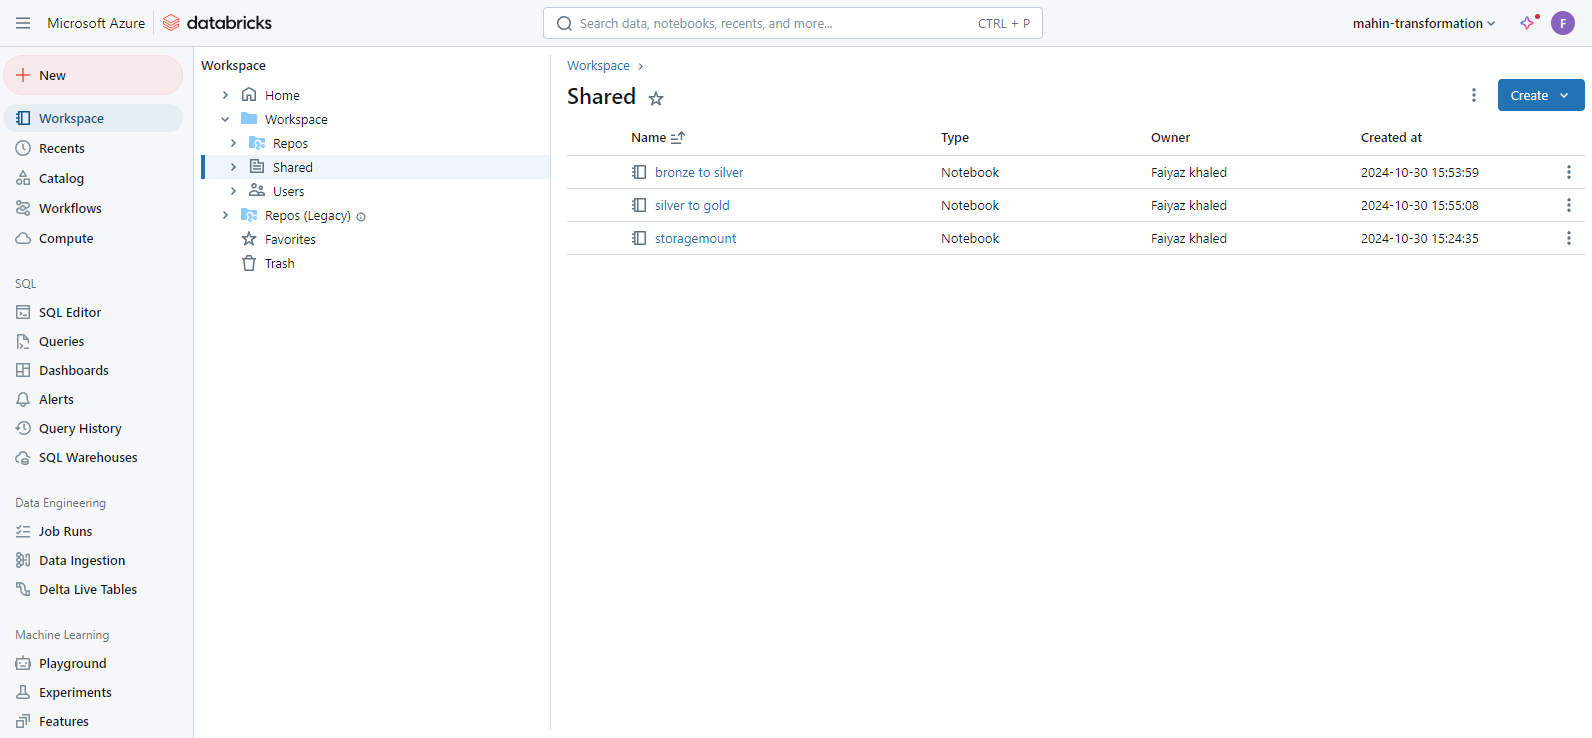 Microsoft Azure databricks
Search data, notebooks, recents, and more... CTRL + P
mahin-transformation F
New
Workspace
Recents
Catalog
Workflows
Compute
SQL
SQL Editor
Queries
Dashboards
Alerts
Query History
SQL Warehouses
Data Engineering
Job Runs
Data Ingestion
Delta Live Tables
Machine Learning
Playground
Experiments
Features
Workspace
Home
Workspace
Repos
Shared
Users
Repos (Legacy)
Favorites
Trash
Workspace >
Shared
Create
Name Type Owner Created at
bronze to silver Notebook Faiyaz khaled 2024-10-30 15:53:59
silver to gold Notebook Faiyaz khaled 2024-10-30 15:55:08
storagemount Notebook Faiyaz khaled 2024-10-30 15:24:35